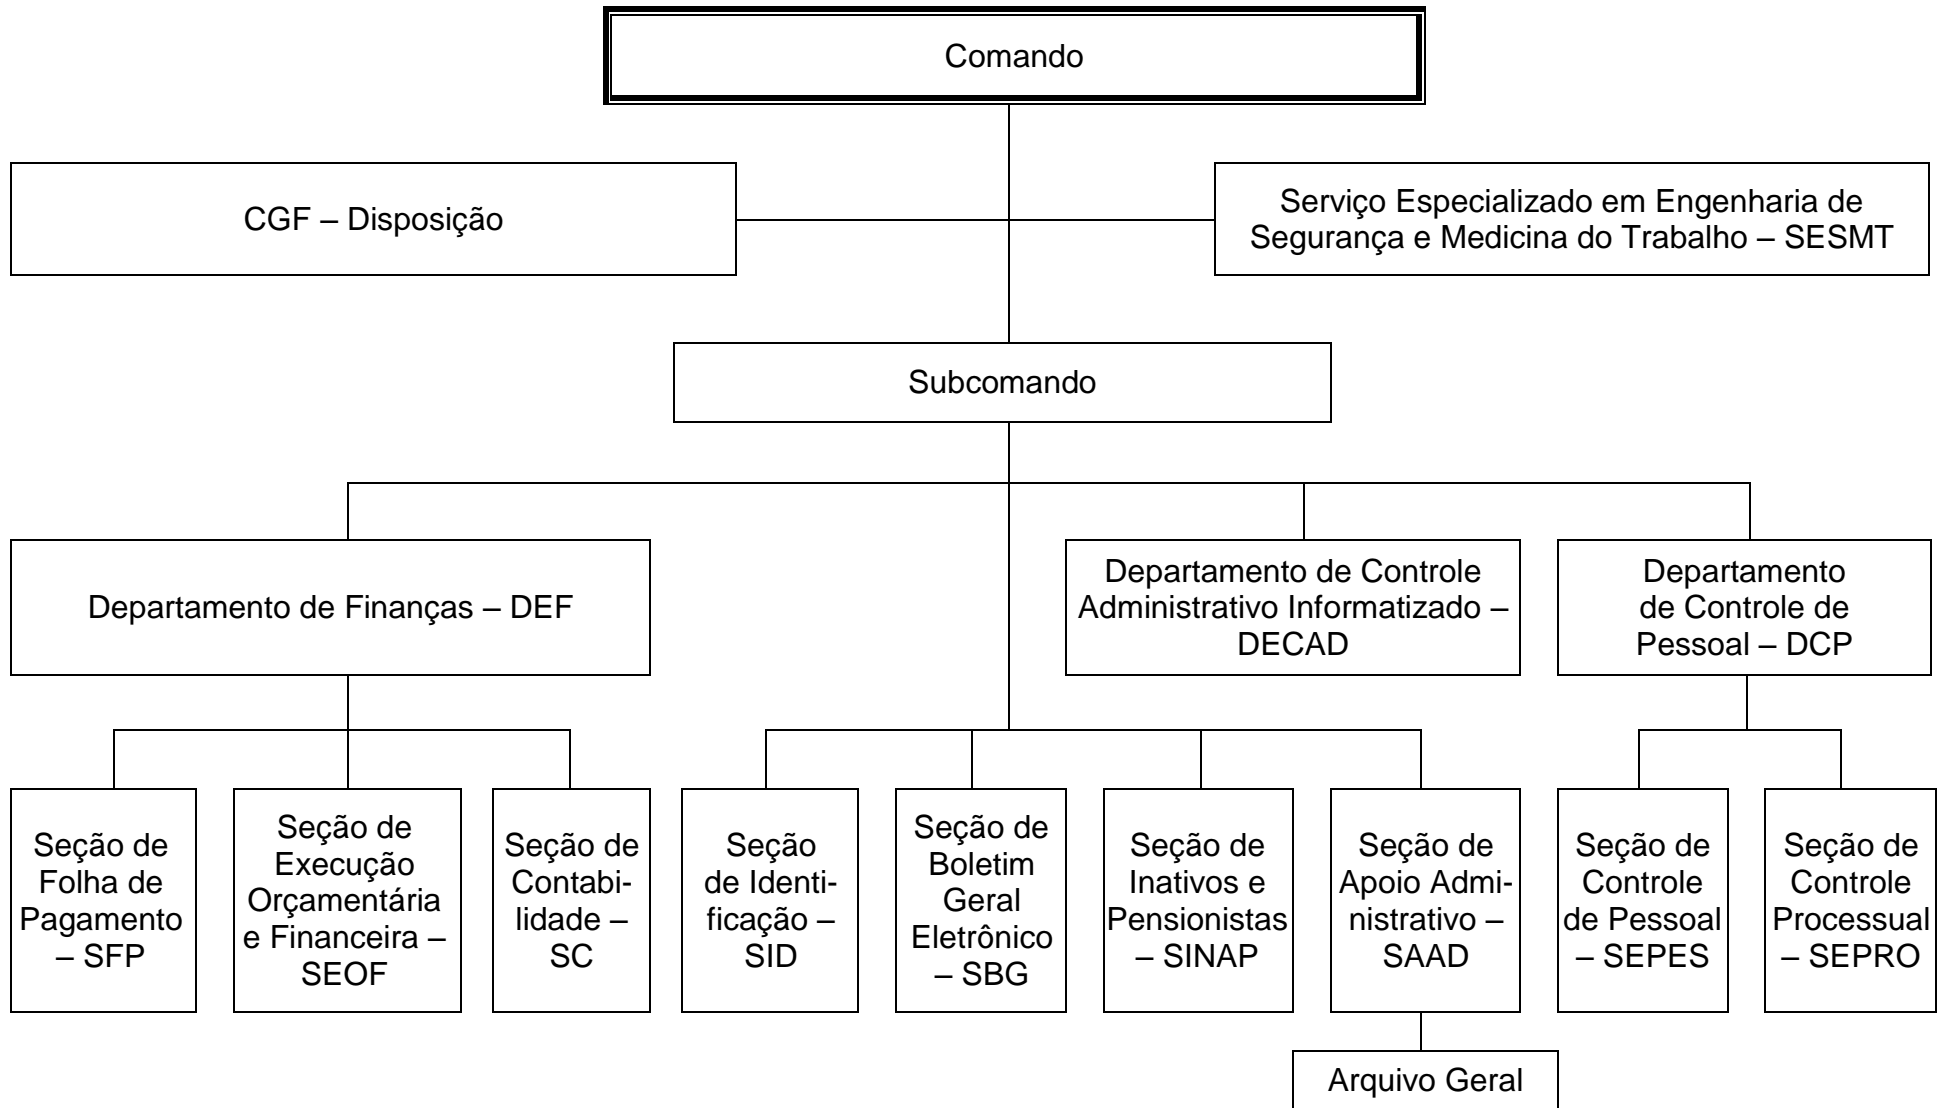 Comando
CGF – Disposição
Serviço Especializado em Engenharia de
Segurança e Medicina do Trabalho – SESMT
Subcomando
Departamento de Finanças – DEF
Departamento de Controle
Administrativo Informatizado –
DECAD
Departamento
de Controle de
Pessoal – DCP
Seção de
Folha de
Pagamento
– SFP
Seção de
Execução
Orçamentária
e Financeira –
SEOF
Seção de
Contabi-
lidade –
SC
Seção
de Identi-
ficação –
SID
Seção de
Boletim
Geral
Eletrônico
– SBG
Seção de
Inativos e
Pensionistas
– SINAP
Seção de
Apoio Admi-
nistrativo –
SAAD
Seção de
Controle
de Pessoal
– SEPES
Seção de
Controle
Processual
– SEPRO
Arquivo Geral